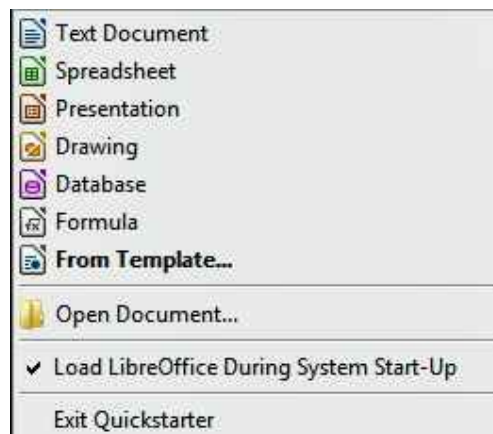 Text Document
Spreadsheet
Presentation
Drawing
Database
Formula
From Template...
Open Document...
Load LibreOffice During System Start-Up
Exit Quickstarter